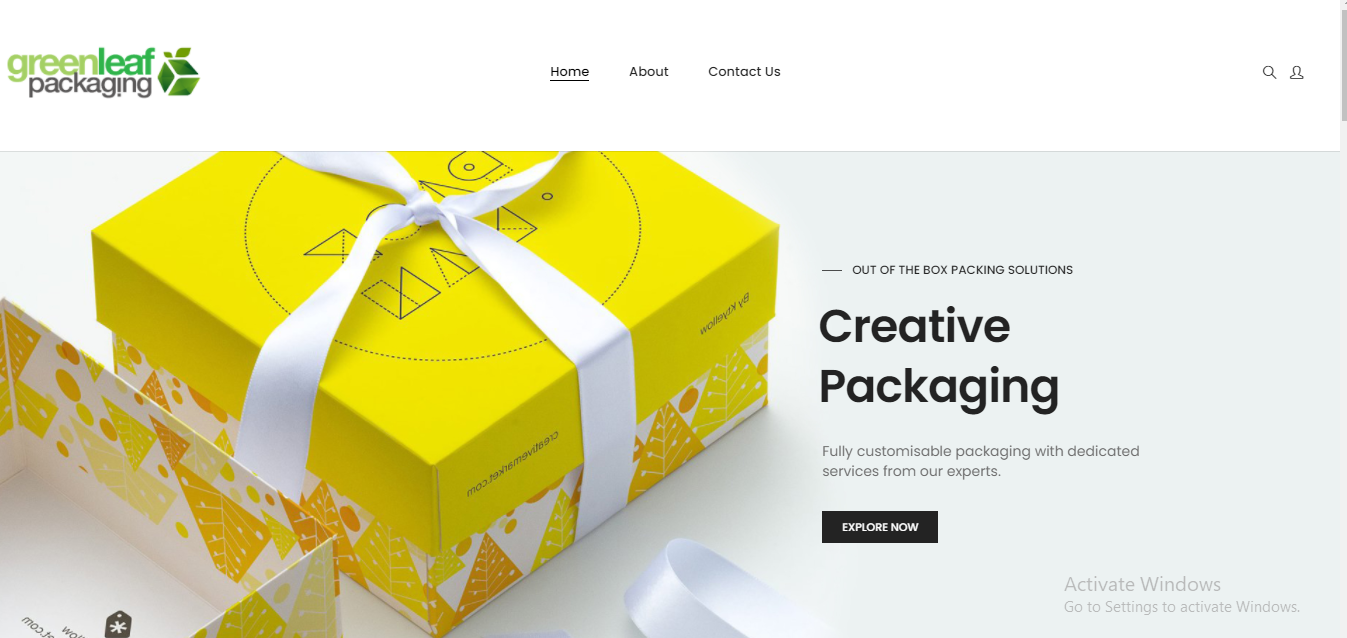 greenleaf
packaging
Home
About
Contact Us
OUT OF THE BOX PACKING SOLUTIONS
Creative
Packaging
Fully customisable packaging with dedicated
services from our experts.
EXPLORE NOW
By Ktyellow
creativemarket.com
Activate Windows
Go to Settings to activate Windows.